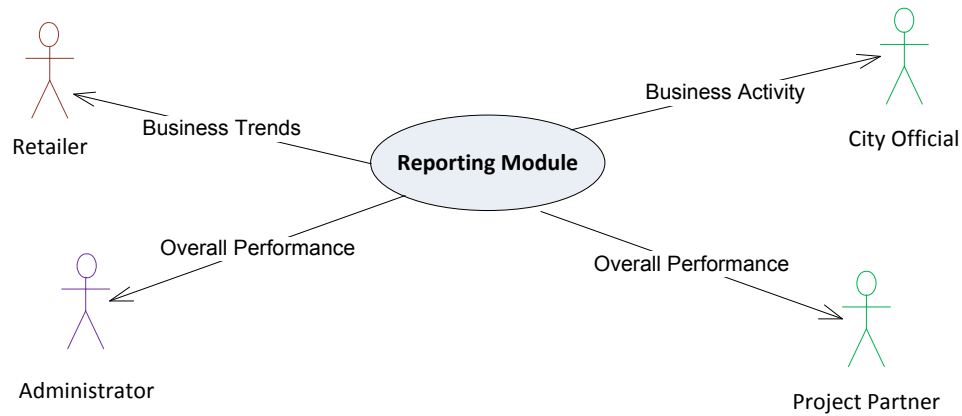 Business Activity
City Official
Business Trends
Retailer
Reporting Module
Overall Performance
Overall Performance
Administrator
Project Partner